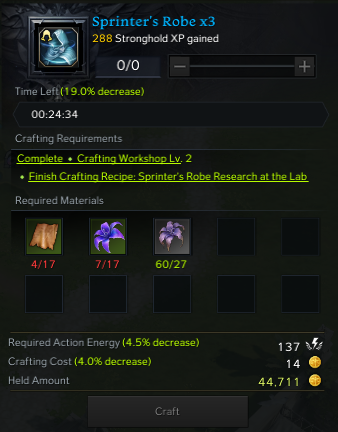 Sprinter's Robe x3
288 Stronghold XP gained
0/0
Time Left(19.0% decrease)
00:24:34
Crafting Requirements
Complete • Crafting Workshop Lv. 2
• Finish Crafting Recipe: Sprinter's Robe Research at the Lab
Required Materials
4/17 7/17 60/27
Required Action Energy (4.5% decrease) 137
Crafting Cost (4.0% decrease) 14
Held Amount 44,711
Craft